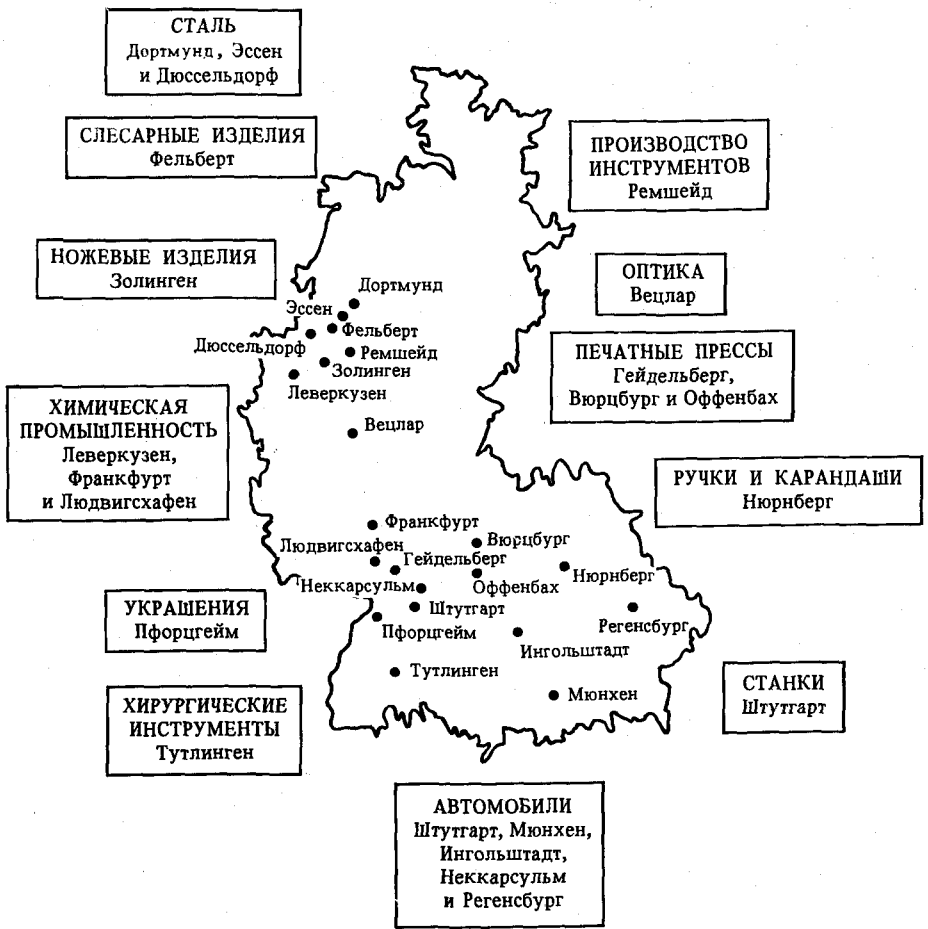 СТАЛЬ
Дортмунд, Эссен
и Дюссельдорф
СЛЕСАРНЫЕ ИЗДЕЛИЯ
Фельберт
ПРОИЗВОДСТВО
ИНСТРУМЕНТОВ
Ремшейд
НОЖЕВЫЕ ИЗДЕЛИЯ
Золинген
ОПТИКА
Вецлар
ПЕЧАТНЫЕ ПРЕССЫ
Гейдельберг,
Вюрцбург и Оффенбах
ХИМИЧЕСКАЯ
ПРОМЫШЛЕННОСТЬ
Леверкузен,
Франкфурт
и Людвигсхафен
РУЧКИ И КАРАНДАШИ
Нюрнберг
УКРАШЕНИЯ
Пфорцгейм
ХИРУРГИЧЕСКИЕ
ИНСТРУМЕНТЫ
Тутлинген
СТАНКИ
Штутгарт
АВТОМОБИЛИ
Штутгарт, Мюнхен,
Ингольштадт,
Неккарсульм
и Регенсбург
Дортмунд
Эссен
Фельберт
Дюссельдорф
Ремшейд
Золинген
Леверкузен
Вецлар
Франкфурт
Вюрцбург
Людвигсхафен
Гейдельберг
Нюрнберг
Неккарсульм
Оффенбах
Штутгарт
Регенсбург
Пфорцгейм
Ингольштадт
Тутлинген
Мюнхен